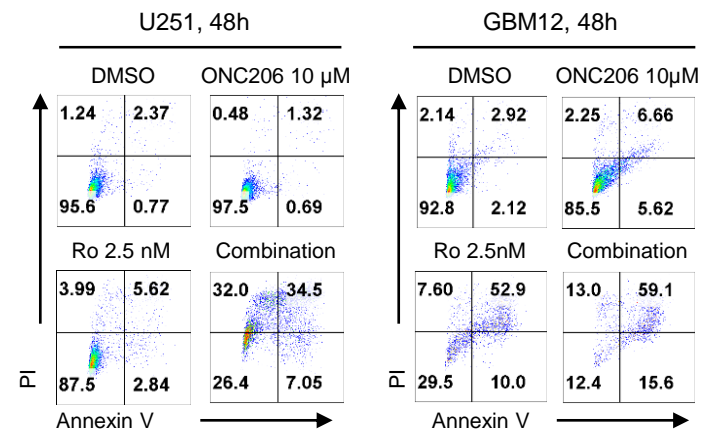 U251, 48h
GBM12, 48h
DMSO
ONC206 10 µM
DMSO
ONC206 10µM
1.24 2.37
0.48 1.32
2.14 2.92
2.25 6.66
95.6 0.77
97.5 0.69
92.8 2.12
85.5 5.62
Ro 2.5 nM
Combination
Ro 2.5nM
Combination
3.99 5.62
32.0 34.5
7.60 52.9
13.0 59.1
87.5 2.84
26.4 7.05
29.5 10.0
12.4 15.6
PI
PI
Annexin V
Annexin V